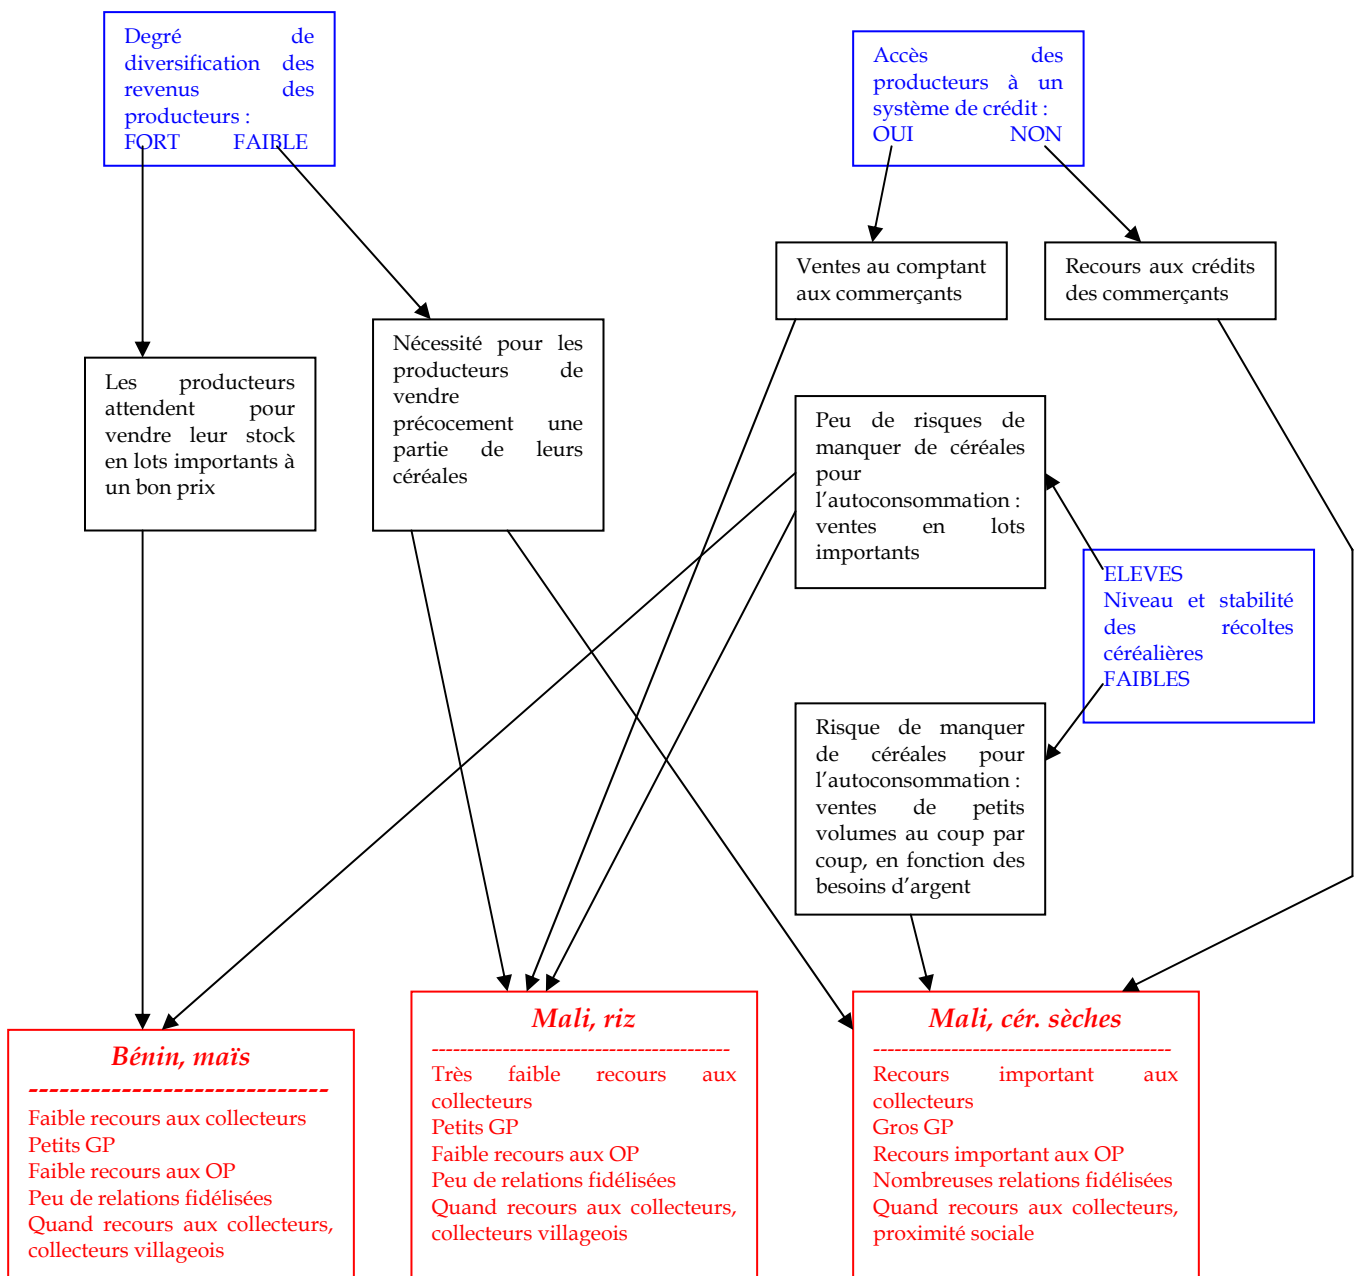 Degré de
diversification des
revenus des
producteurs :
FORT FAIBLE
Accès des
producteurs à un
système de crédit :
OUI NON
Ventes au comptant
aux commerçants
Recours aux crédits
des commerçants
Les producteurs
attendent pour
vendre leur stock
en lots importants à
un bon prix
Nécessité pour les
producteurs de
vendre
précocement une
partie de leurs
céréales
Peu de risques de
manquer de céréales
pour
l’autoconsommation :
ventes en lots
importants
ELEVES
Niveau et stabilité
des récoltes
céréalières
FAIBLES
Risque de manquer
de céréales pour
l’autoconsommation :
ventes de petits
volumes au coup par
coup, en fonction des
besoins d’argent
Bénin, maïs
-----------------------------
Faible recours aux collecteurs
Petits GP
Faible recours aux OP
Peu de relations fidélisées
Quand recours aux collecteurs,
collecteurs villageois
Mali, riz
------------------------------------------
Très faible recours aux
collecteurs
Petits GP
Faible recours aux OP
Peu de relations fidélisées
Quand recours aux collecteurs,
collecteurs villageois
Mali, cér. sèches
------------------------------------------
Recours important aux
collecteurs
Gros GP
Recours important aux OP
Nombreuses relations fidélisées
Quand recours aux collecteurs,
proximité sociale